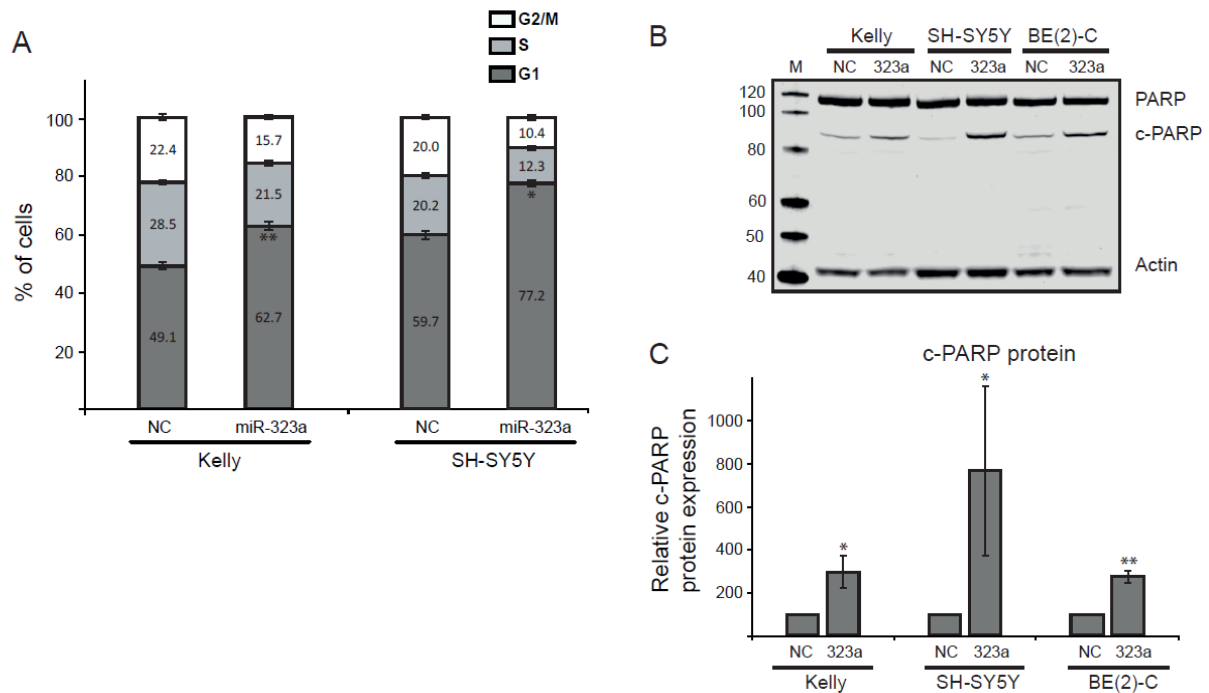 A
G2/M
S
G1
% of cells
100
80
60
40
20
22.4
28.5
49.1
15.7
21.5
**
62.7
20.0
20.2
59.7
10.4
12.3
*
77.2
NC miR-323a NC miR-323a
Kelly SH-SY5Y
B
Kelly SH-SY5Y BE(2)-C
M NC 323a NC 323a NC 323a
120
100
80
60
50
40
PARP
c-PARP
Actin
C
c-PARP protein
Relative c-PARP
protein expression
1000
800
600
400
200
*
*
**
NC 323a NC 323a NC 323a
Kelly SH-SY5Y BE(2)-C